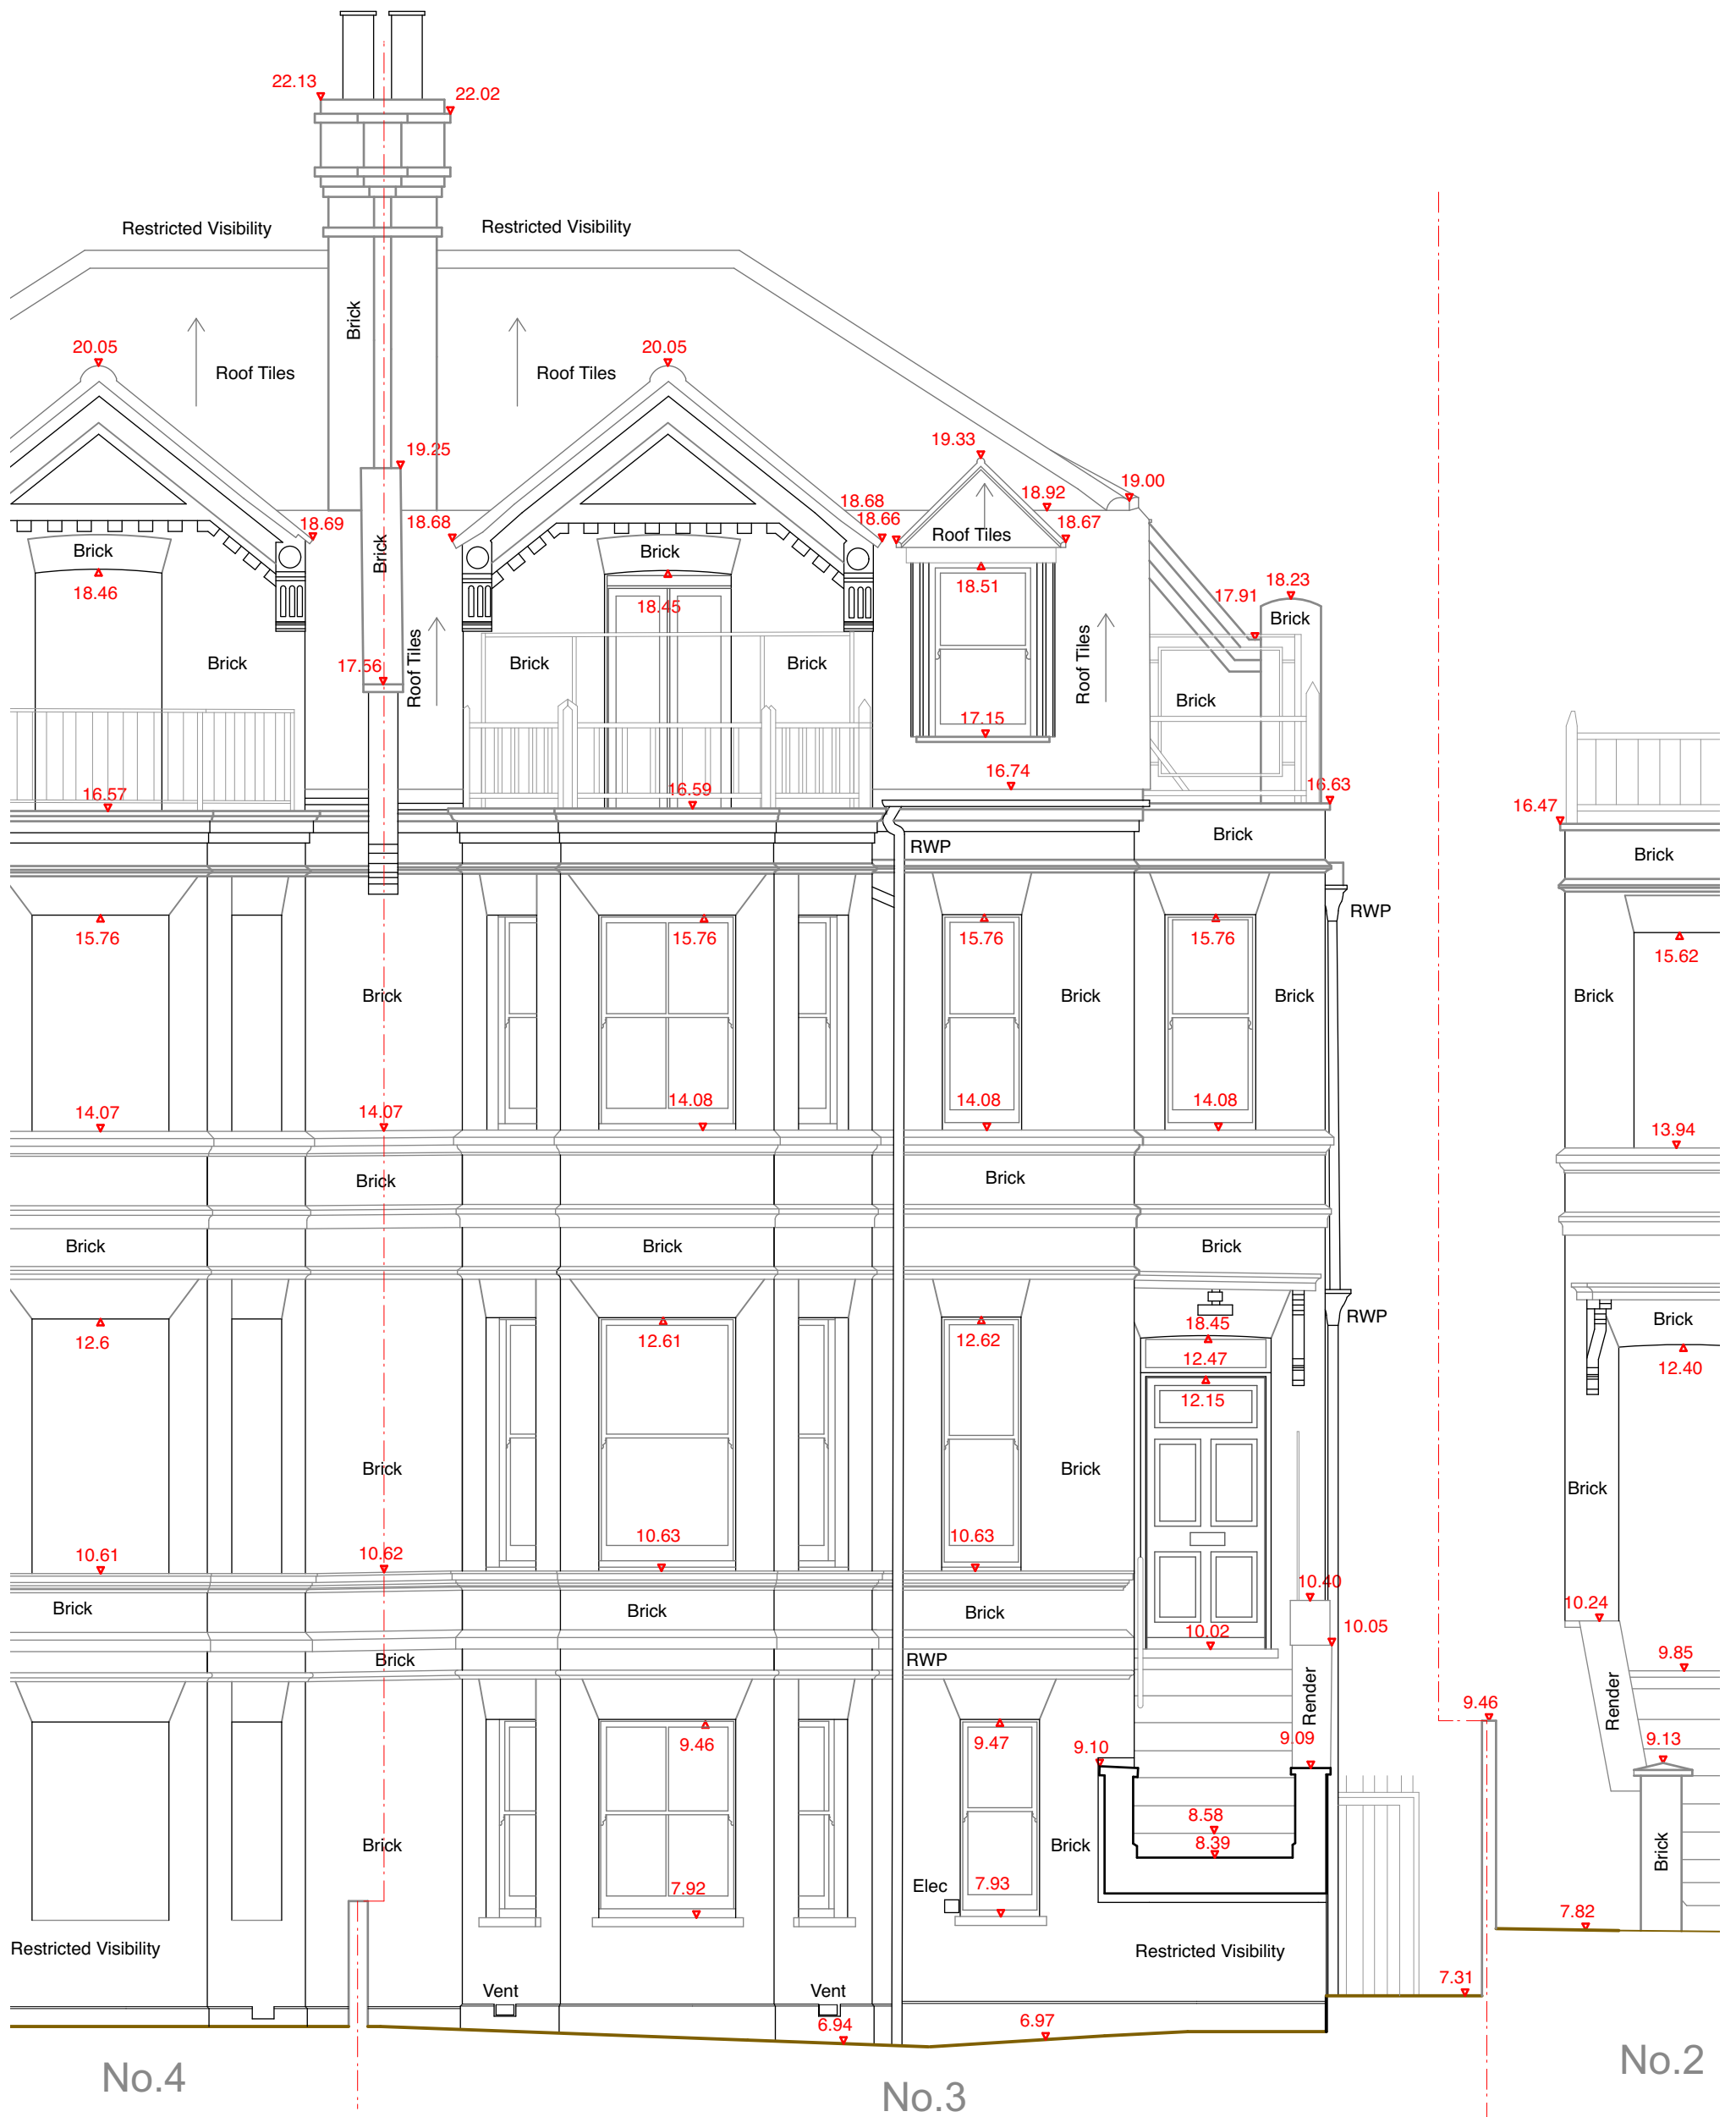 22.13
22.02
Restricted Visibility
Restricted Visibility
Brick
20.05
20.05
Roof Tiles
Roof Tiles
19.25
19.33
19.00
18.92
18.69
18.68
18.68
18.66
18.67
Roof Tiles
Brick
Brick
Brick
18.46
18.45
18.51
18.23
17.91
Brick
17.56
Roof Tiles
Roof Tiles
Brick
Brick
Brick
Brick
17.15
16.74
16.57
16.59
16.63
16.47
RWP
Brick
Brick
RWP
15.76
15.76
15.76
15.76
15.62
Brick
Brick
Brick
Brick
14.07
14.07
14.08
14.08
14.08
13.94
Brick
Brick
Brick
Brick
Brick
RWP
Brick
18.45
12.6
12.61
12.62
12.47
12.40
12.15
Brick
Brick
Brick
10.61
10.62
10.63
10.63
10.40
10.24
Brick
Brick
Brick
10.02
10.05
Brick
RWP
9.85
Render
Render
9.46
9.46
9.47
9.10
9.09
9.13
8.58
8.39
Brick
Brick
Brick
7.92
7.93
Elec
7.82
Restricted Visibility
Restricted Visibility
7.31
Vent
Vent
6.94
6.97
No.4
No.3
No.2